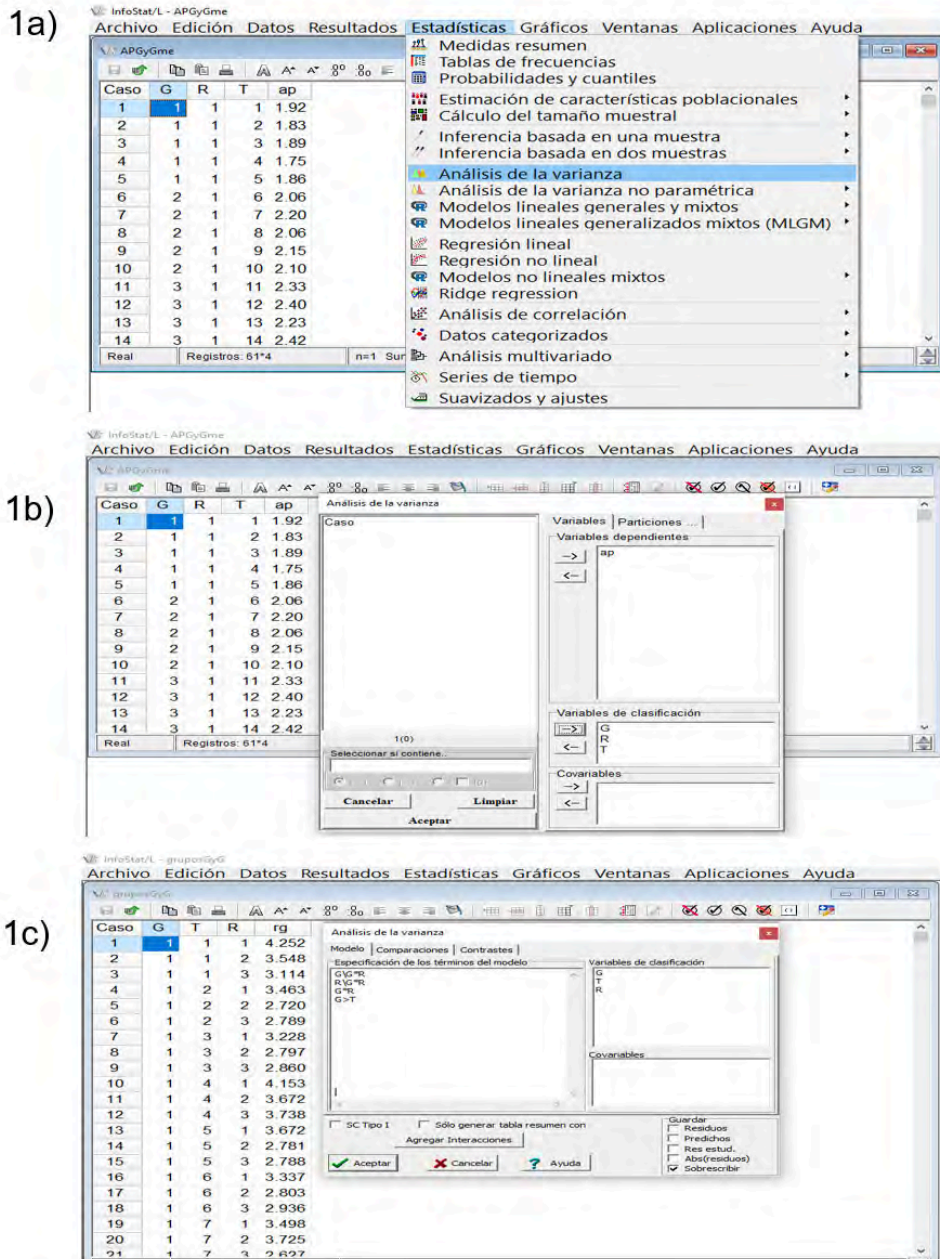 1a)
InfoStat/L - APGyGme
Archivo Edición Datos Resultados Estadísticas Gráficos Ventanas Aplicaciones Ayuda
APGyGme
Caso G R T ap
1 1 1 1 1.92
2 1 1 2 1.83
3 1 1 3 1.89
4 1 1 4 1.75
5 1 1 5 1.86
6 2 1 6 2.06
7 2 1 7 2.20
8 2 1 8 2.06
9 2 1 9 2.15
10 2 1 10 2.10
11 3 1 11 2.33
12 3 1 12 2.40
13 3 1 13 2.23
14 3 1 14 2.42
Real Registros: 61*4 n=1 Sur
Medidas resumen
Tablas de frecuencias
Probabilidades y cuantiles
Estimación de características poblacionales
Cálculo del tamaño muestral
Inferencia basada en una muestra
Inferencia basada en dos muestras
Análisis de la varianza
Análisis de la varianza no paramétrica
Modelos lineales generales y mixtos
Modelos lineales generalizados mixtos (MLGM)
Regresión lineal
Regresión no lineal
Modelos no lineales mixtos
Ridge regression
Análisis de correlación
Datos categorizados
Análisis multivariado
Series de tiempo
Suavizados y ajustes
1b)
InfoStat/L - APGyGme
Archivo Edición Datos Resultados Estadísticas Gráficos Ventanas Aplicaciones Ayuda
APGyGme
Caso G R T ap
1 1 1 1 1.92
2 1 1 2 1.83
3 1 1 3 1.89
4 1 1 4 1.75
5 1 1 5 1.86
6 2 1 6 2.06
7 2 1 7 2.20
8 2 1 8 2.06
9 2 1 9 2.15
10 2 1 10 2.10
11 3 1 11 2.33
12 3 1 12 2.40
13 3 1 13 2.23
14 3 1 14 2.42
Real Registros: 61*4
Análisis de la varianza
Caso
1(0)
Seleccionar si contiene..
Cancelar Limpiar
Aceptar
Variables Particiones ...
Variables dependientes
-->
ap
<--
Variables de clasificación
-->
<--
G
R
T
Covariables
-->
<--
1c)
InfoStat/L - gruposGyG
Archivo Edición Datos Resultados Estadísticas Gráficos Ventanas Aplicaciones Ayuda
gruposGyG
Caso G T R rg
1 1 1 1 4.252
2 1 1 2 3.548
3 1 1 3 3.114
4 1 2 1 3.463
5 1 2 2 2.720
6 1 2 3 2.789
7 1 3 1 3.228
8 1 3 2 2.797
9 1 3 3 2.860
10 1 4 1 4.153
11 1 4 2 3.672
12 1 4 3 3.738
13 1 5 1 3.672
14 1 5 2 2.781
15 1 5 3 2.788
16 1 6 1 3.337
17 1 6 2 2.803
18 1 6 3 2.936
19 1 7 1 3.498
20 1 7 2 3.725
21 1 7 3 2.627
Análisis de la varianza
Modelo Comparaciones Contrastes
Especificación de los términos del modelo
G\G*R
R\G*R
G*R
G>T
Variables de clasificación
G
T
R
Covariables
SC Tipo I Sólo generar tabla resumen con
Agregar Interacciones
Aceptar Cancelar Ayuda
Guardar
Residuos
Predichos
Res estud.
Abs(residuos)
Sobrescribir